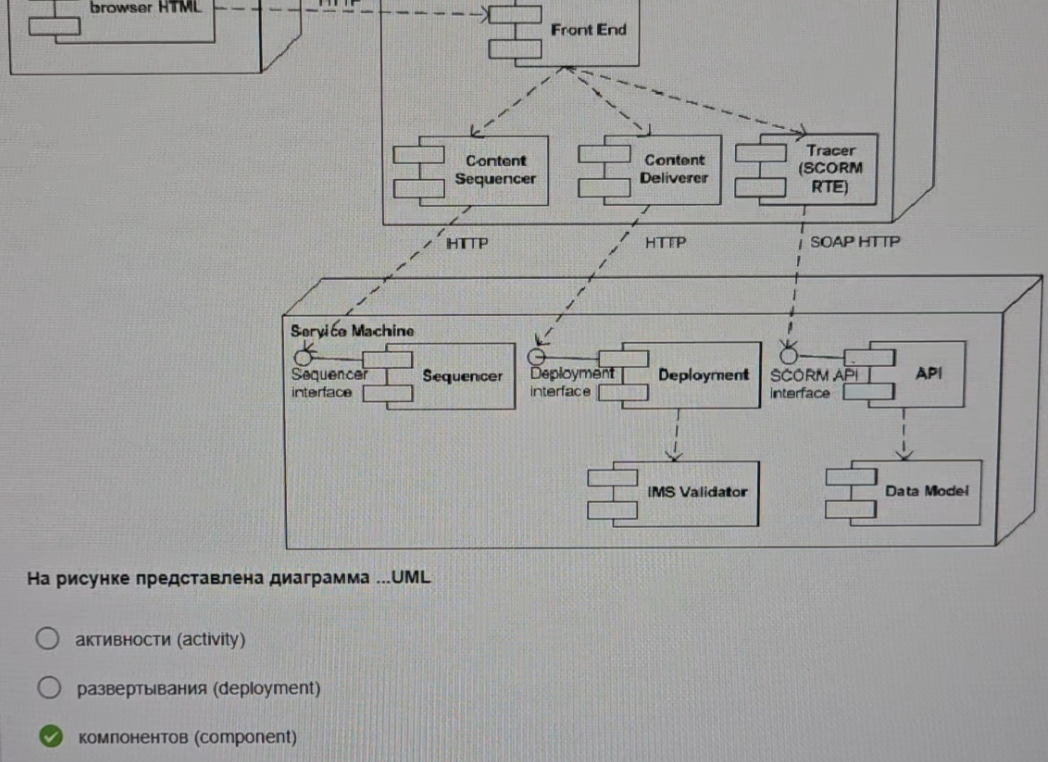 browser HTML
HTTP
Front End
Content
Sequencer
Content
Deliverer
Tracer
(SCORM
RTE)
HTTP
HTTP
SOAP HTTP
Service Machine
Sequencer
interface
Sequencer
Deployment
interface
Deployment
SCORM API
interface
API
IMS Validator
Data Model
На рисунке представлена диаграмма ...UML
активности (activity)
развертывания (deployment)
компонентов (component)